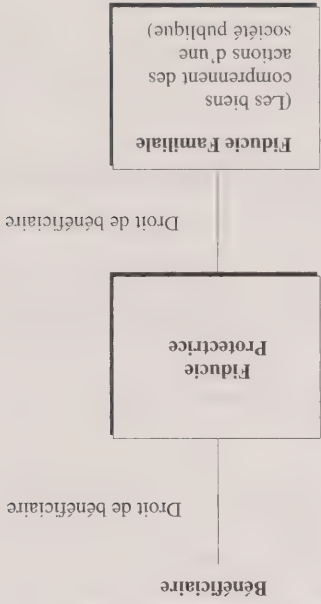 Bénéficiaire
Droit de bénéficiaire
Fiducie
Protectrice
Droit de bénéficiaire
Fiducie Familiale
(Les biens
comprennent des
actions d'une
société publique)